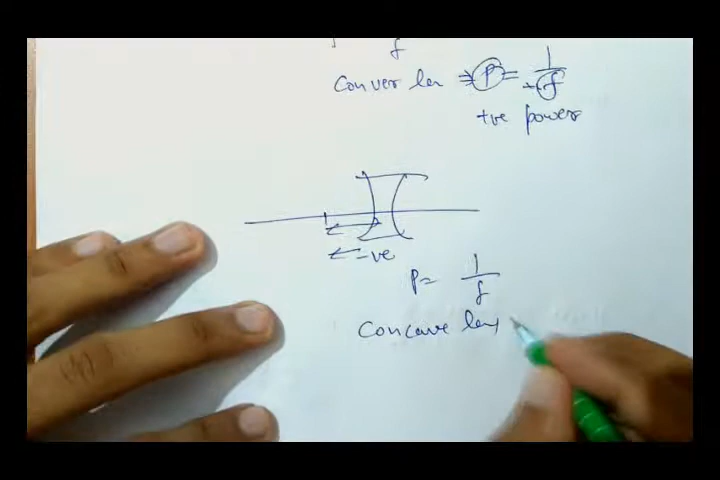 f
Conver len ⇒ P = 1/+f
+ve power
← -ve
P = 1/f
Concave len